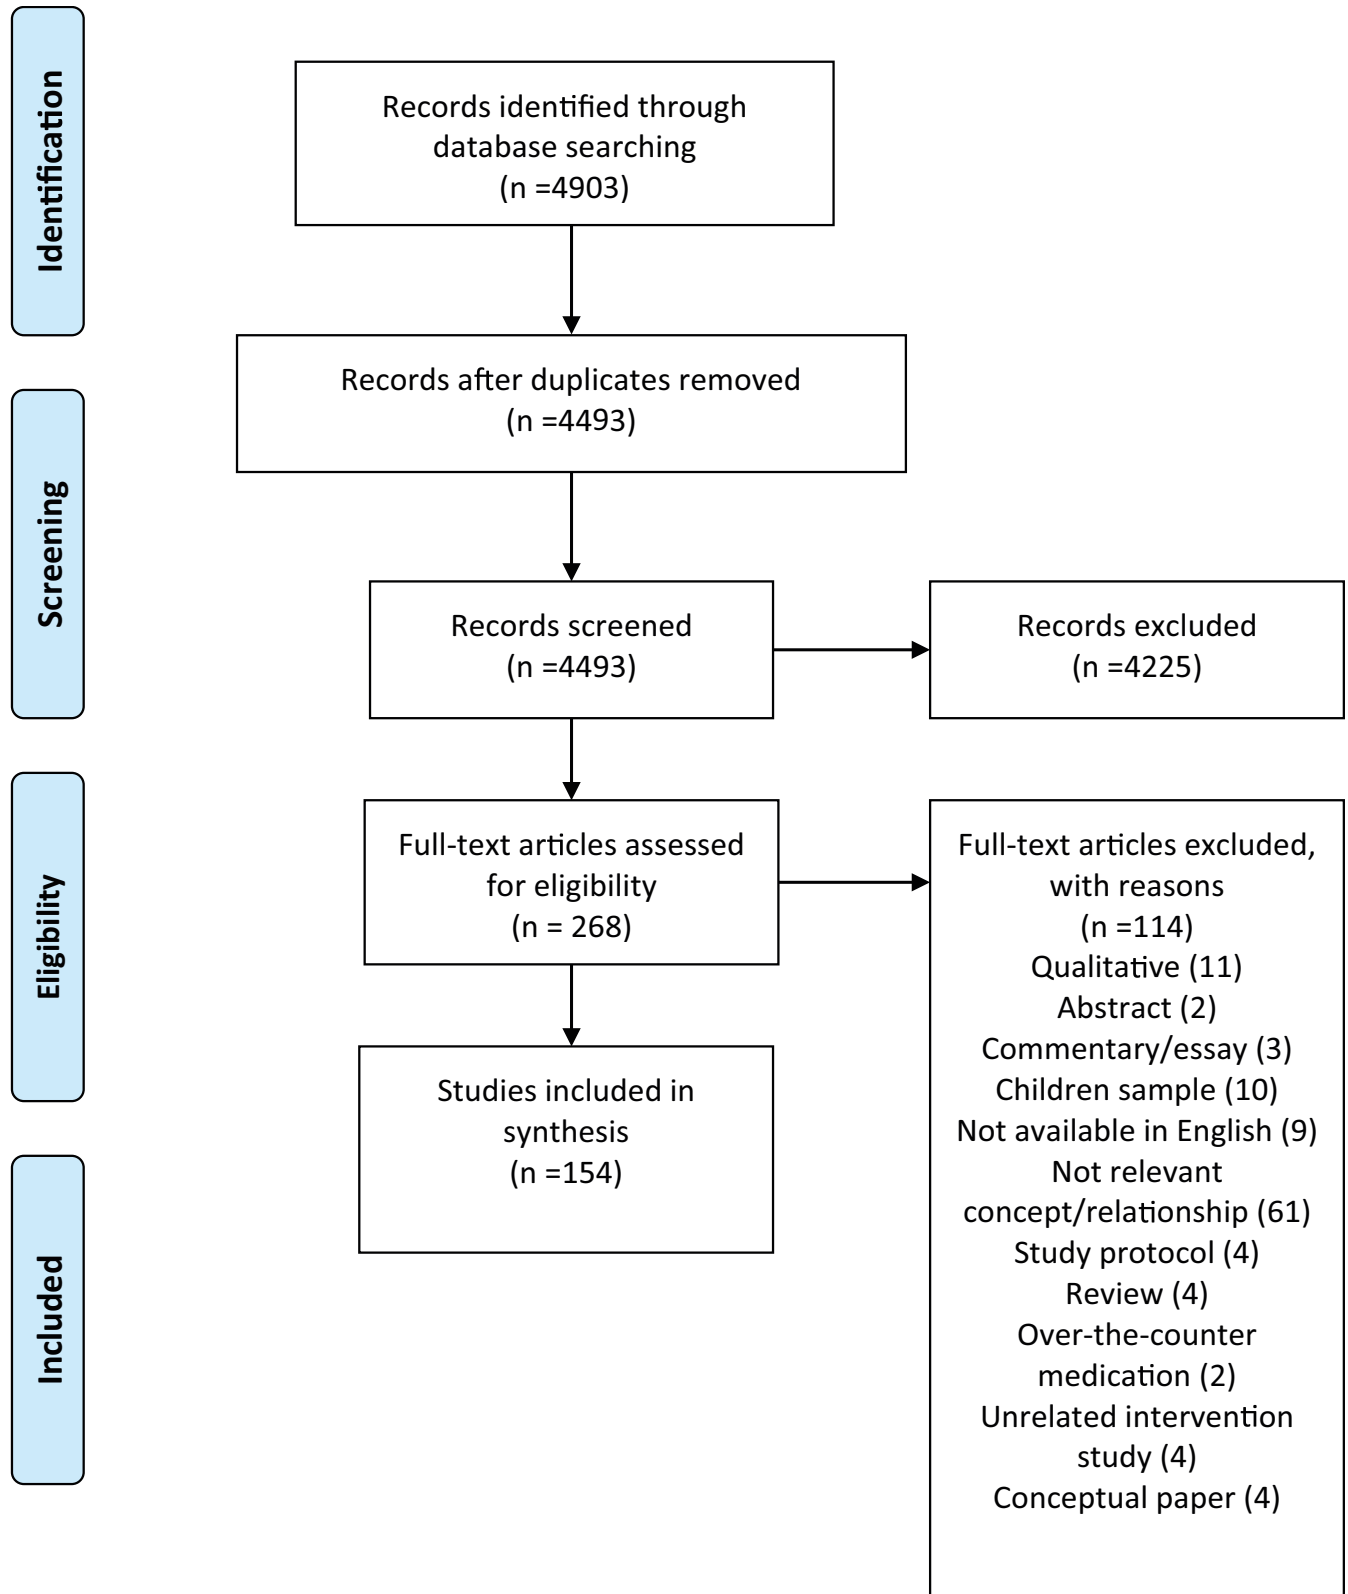 Identification
Records identified through
database searching
(n =4903)
Records after duplicates removed
(n =4493)
Screening
Records screened
(n =4493)
Records excluded
(n =4225)
Eligibility
Full-text articles assessed
for eligibility
(n = 268)
Full-text articles excluded,
with reasons
(n =114)
Qualitative (11)
Abstract (2)
Commentary/essay (3)
Children sample (10)
Not available in English (9)
Not relevant
concept/relationship (61)
Study protocol (4)
Review (4)
Over-the-counter
medication (2)
Unrelated intervention
study (4)
Conceptual paper (4)
Included
Studies included in
synthesis
(n =154)